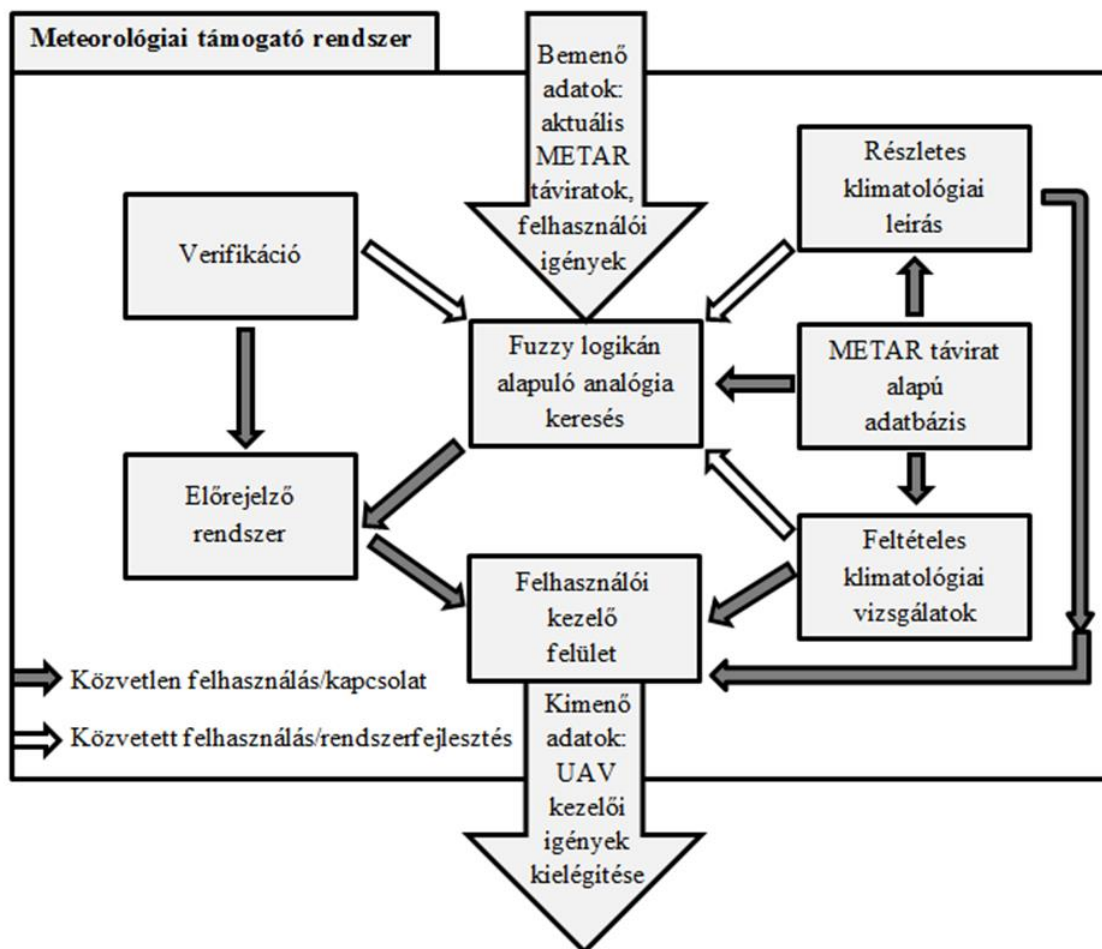 Meteorológiai támogató rendszer
Bemenő
adatok:
aktuális
METAR
táviratok,
felhasználói
igények
Részletes
klimatológiai
leírás
Verifikáció
Fuzzy logikán
alapuló analógia
keresés
METAR távirat
alapú
adatbázis
Előrejelző
rendszer
Feltételes
klimatológiai
vizsgálatok
Felhasználói
kezelő
felület
Közvetlen felhasználás/kapcsolat
Közvetett felhasználás/rendszerfejlesztés
Kimenő
adatok:
UAV
kezelői
igények
kielégítése